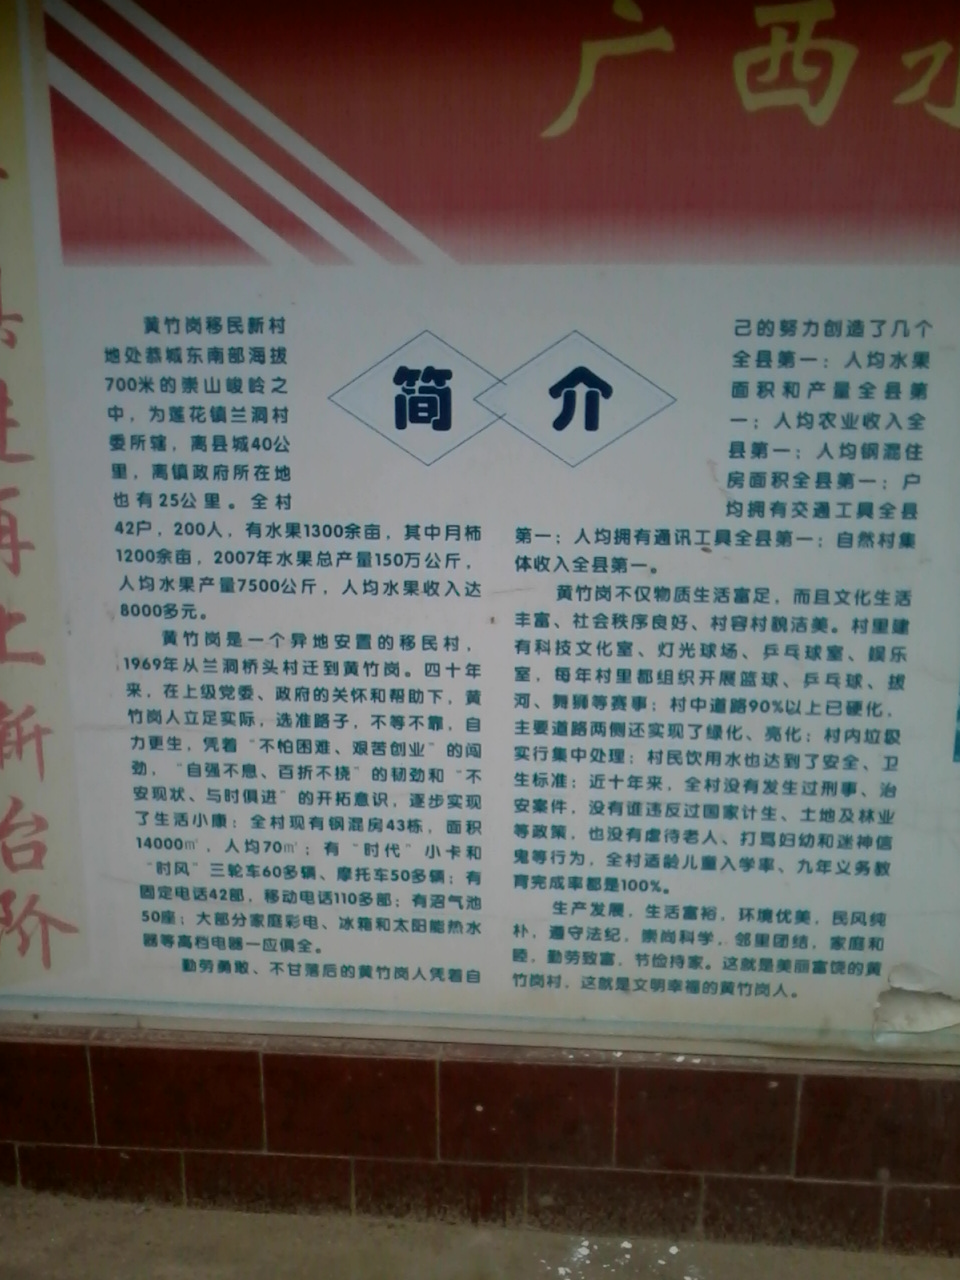 广西水
简介
黄竹岗移民新村
地处恭城东南部海拔
700米的崇山峻岭之
中，为莲花镇兰洞村
委所辖，离县城40公
里，离镇政府所在地
也有25公里。全村
42户，200人，有水果1300余亩，其中月柿
1200余亩，2007年水果总产量150万公斤，
人均水果产量7500公斤，人均水果收入达
8000多元。
黄竹岗是一个异地安置的移民村，
1969年从兰洞桥头村迁到黄竹岗。四十年
来，在上级党委、政府的关怀和帮助下，黄
竹岗人立足实际，选准路子，不等不靠，自
力更生，凭着“不怕困难、艰苦创业”的闯
劲，“自强不息、百折不挠”的韧劲和“不
安现状、与时俱进”的开拓意识，逐步实现
了生活小康：全村现有钢混房43栋，面积
14000㎡，人均70㎡；有“时代”小卡和
“时风”三轮车60多辆、摩托车50多辆；有
固定电话42部，移动电话110多部；有沼气池
50座；大部分家庭彩电、冰箱和太阳能热水
器等高档电器一应俱全。
勤劳勇敢、不甘落后的黄竹岗人凭着自
己的努力创造了几个
全县第一：人均水果
面积和产量全县第
一；人均农业收入全
县第一；人均钢混住
房面积全县第一；户
均拥有交通工具全县
第一；人均拥有通讯工具全县第一；自然村集
体收入全县第一。
黄竹岗不仅物质生活富足，而且文化生活
丰富、社会秩序良好、村容村貌洁美。村里建
有科技文化室、灯光球场、乒乓球室、娱乐
室，每年村里都组织开展篮球、乒乓球、拔
河、舞狮等赛事；村中道路90%以上已硬化，
主要道路两侧还实现了绿化、亮化；村内垃圾
实行集中处理；村民饮用水也达到了安全、卫
生标准；近十年来，全村没有发生过刑事、治
安案件，没有谁违反过国家计生、土地及林业
等政策，也没有虐待老人、打骂妇幼和迷神信
鬼等行为，全村适龄儿童入学率、九年义务教
育完成率都是100%。
生产发展，生活富裕，环境优美，民风纯
朴，遵守法纪，崇尚科学，邻里团结，家庭和
睦，勤劳致富，节俭持家。这就是美丽富饶的黄
竹岗村，这就是文明幸福的黄竹岗人。
再上新台阶